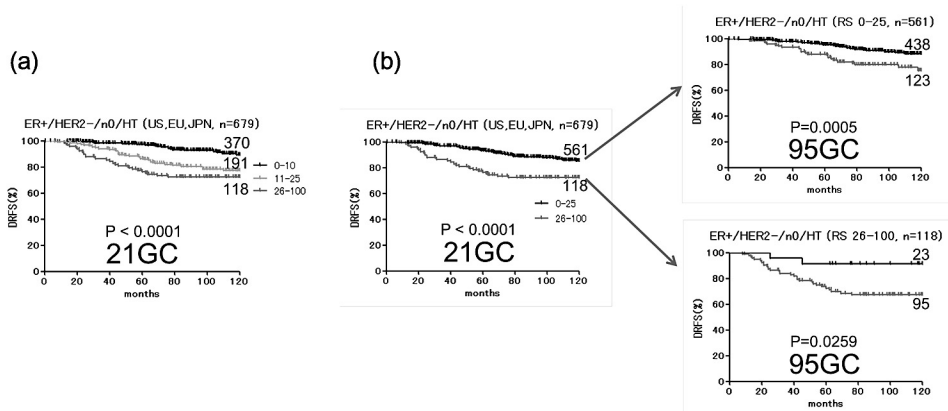 (a)
ER+/HER2-/n0/HT (US,EU,JPN, n=679)
DRFS(%)
100
80
60
40
20
0
370
191
118
0-10
11-25
26-100
P < 0.0001
21GC
0 20 40 60 80 100 120
months
(b)
ER+/HER2-/n0/HT (US,EU,JPN, n=679)
DRFS(%)
100
80
60
40
20
0
561
118
0-25
26-100
P < 0.0001
21GC
0 20 40 60 80 100 120
months
ER+/HER2-/n0/HT (RS 0-25, n=561)
DRFS(%)
100
80
60
40
20
0
438
123
P=0.0005
95GC
0 20 40 60 80 100 120
months
ER+/HER2-/n0/HT (RS 26-100, n=118)
DRFS(%)
100
80
60
40
20
0
23
95
P=0.0259
95GC
0 20 40 60 80 100 120
months